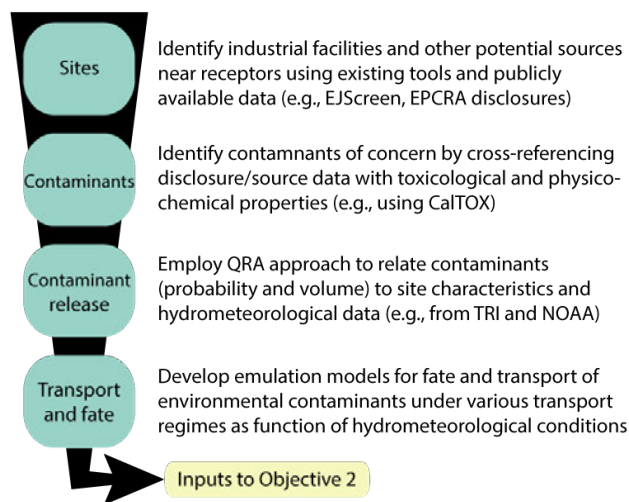 Sites
Identify industrial facilities and other potential sources
near receptors using existing tools and publicly
available data (e.g., EJScreen, EPCRA disclosures)
Contaminants
Identify contamnants of concern by cross-referencing
disclosure/source data with toxicological and physico-
chemical properties (e.g., using CalTOX)
Contaminant
release
Employ QRA approach to relate contaminants
(probability and volume) to site characteristics and
hydrometeorological data (e.g., from TRI and NOAA)
Transport
and fate
Develop emulation models for fate and transport of
environmental contaminants under various transport
regimes as function of hydrometeorological conditions
Inputs to Objective 2